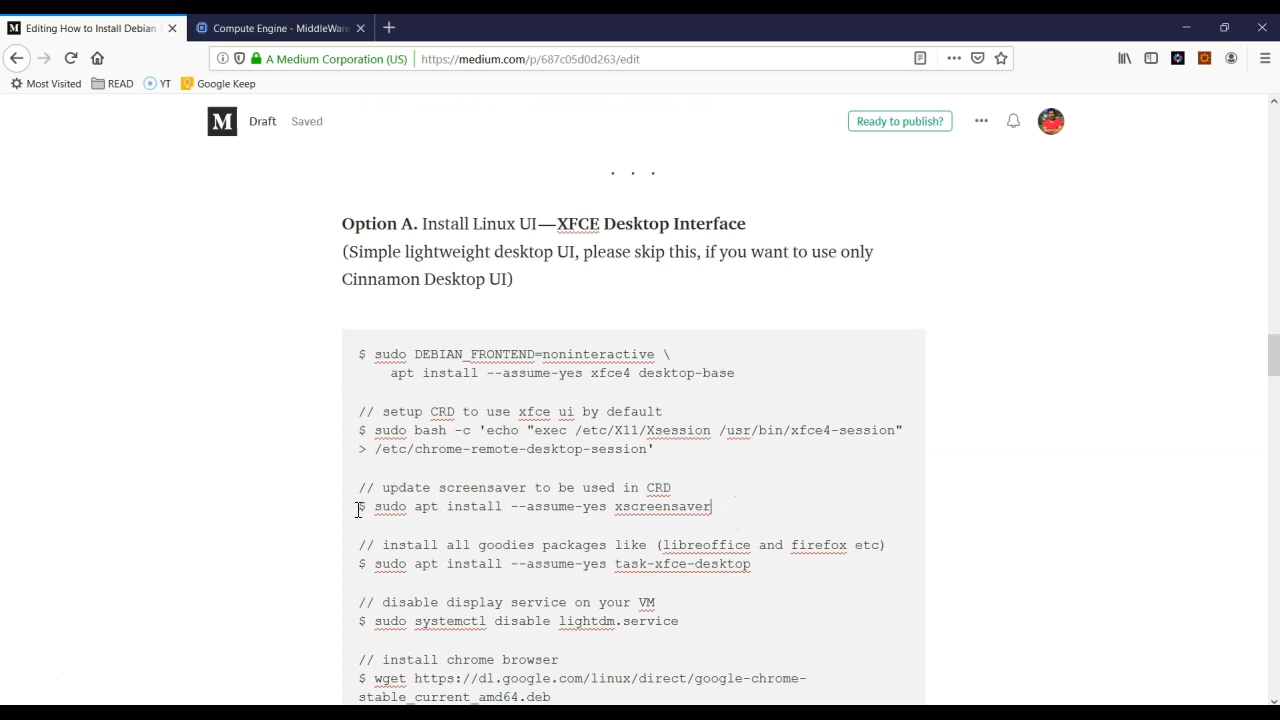 Editing How to Install Debian
Compute Engine - MiddleWare
A Medium Corporation (US)
https://medium.com/p/687c05d0d263/edit
Most Visited
READ
YT
Google Keep
M
Draft
Saved
Ready to publish?
. . .
Option A. Install Linux UI — XFCE Desktop Interface
(Simple lightweight desktop UI, please skip this, if you want to use only
Cinnamon Desktop UI)
$ sudo DEBIAN_FRONTEND=noninteractive \
apt install --assume-yes xfce4 desktop-base
// setup CRD to use xfce ui by default
$ sudo bash -c 'echo "exec /etc/X11/Xsession /usr/bin/xfce4-session"
> /etc/chrome-remote-desktop-session'
// update screensaver to be used in CRD
$ sudo apt install --assume-yes xscreensaver
// install all goodies packages like (libreoffice and firefox etc)
$ sudo apt install --assume-yes task-xfce-desktop
// disable display service on your VM
$ sudo systemctl disable lightdm.service
// install chrome browser
$ wget https://dl.google.com/linux/direct/google-chrome-
stable_current_amd64.deb